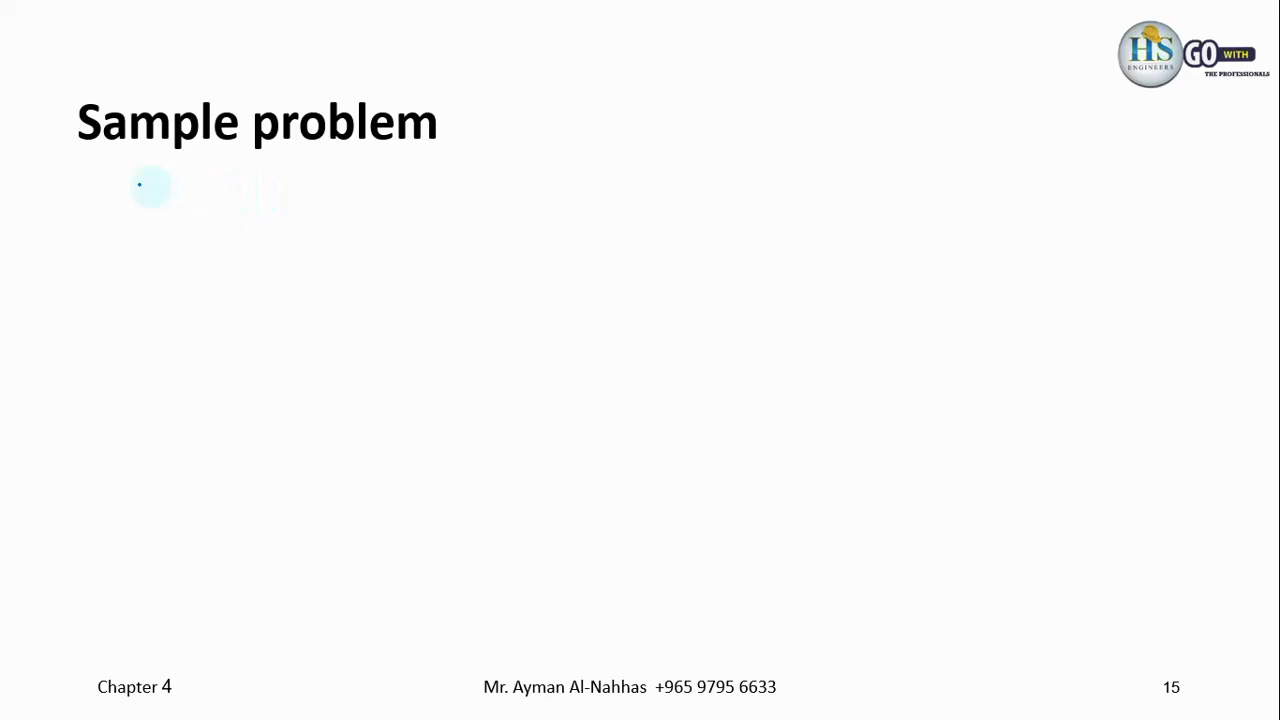 HS
ENGINEERS
GO WITH
THE PROFESSIONALS
Sample problem
Chapter 4
Mr. Ayman Al-Nahhas +965 9795 6633
15